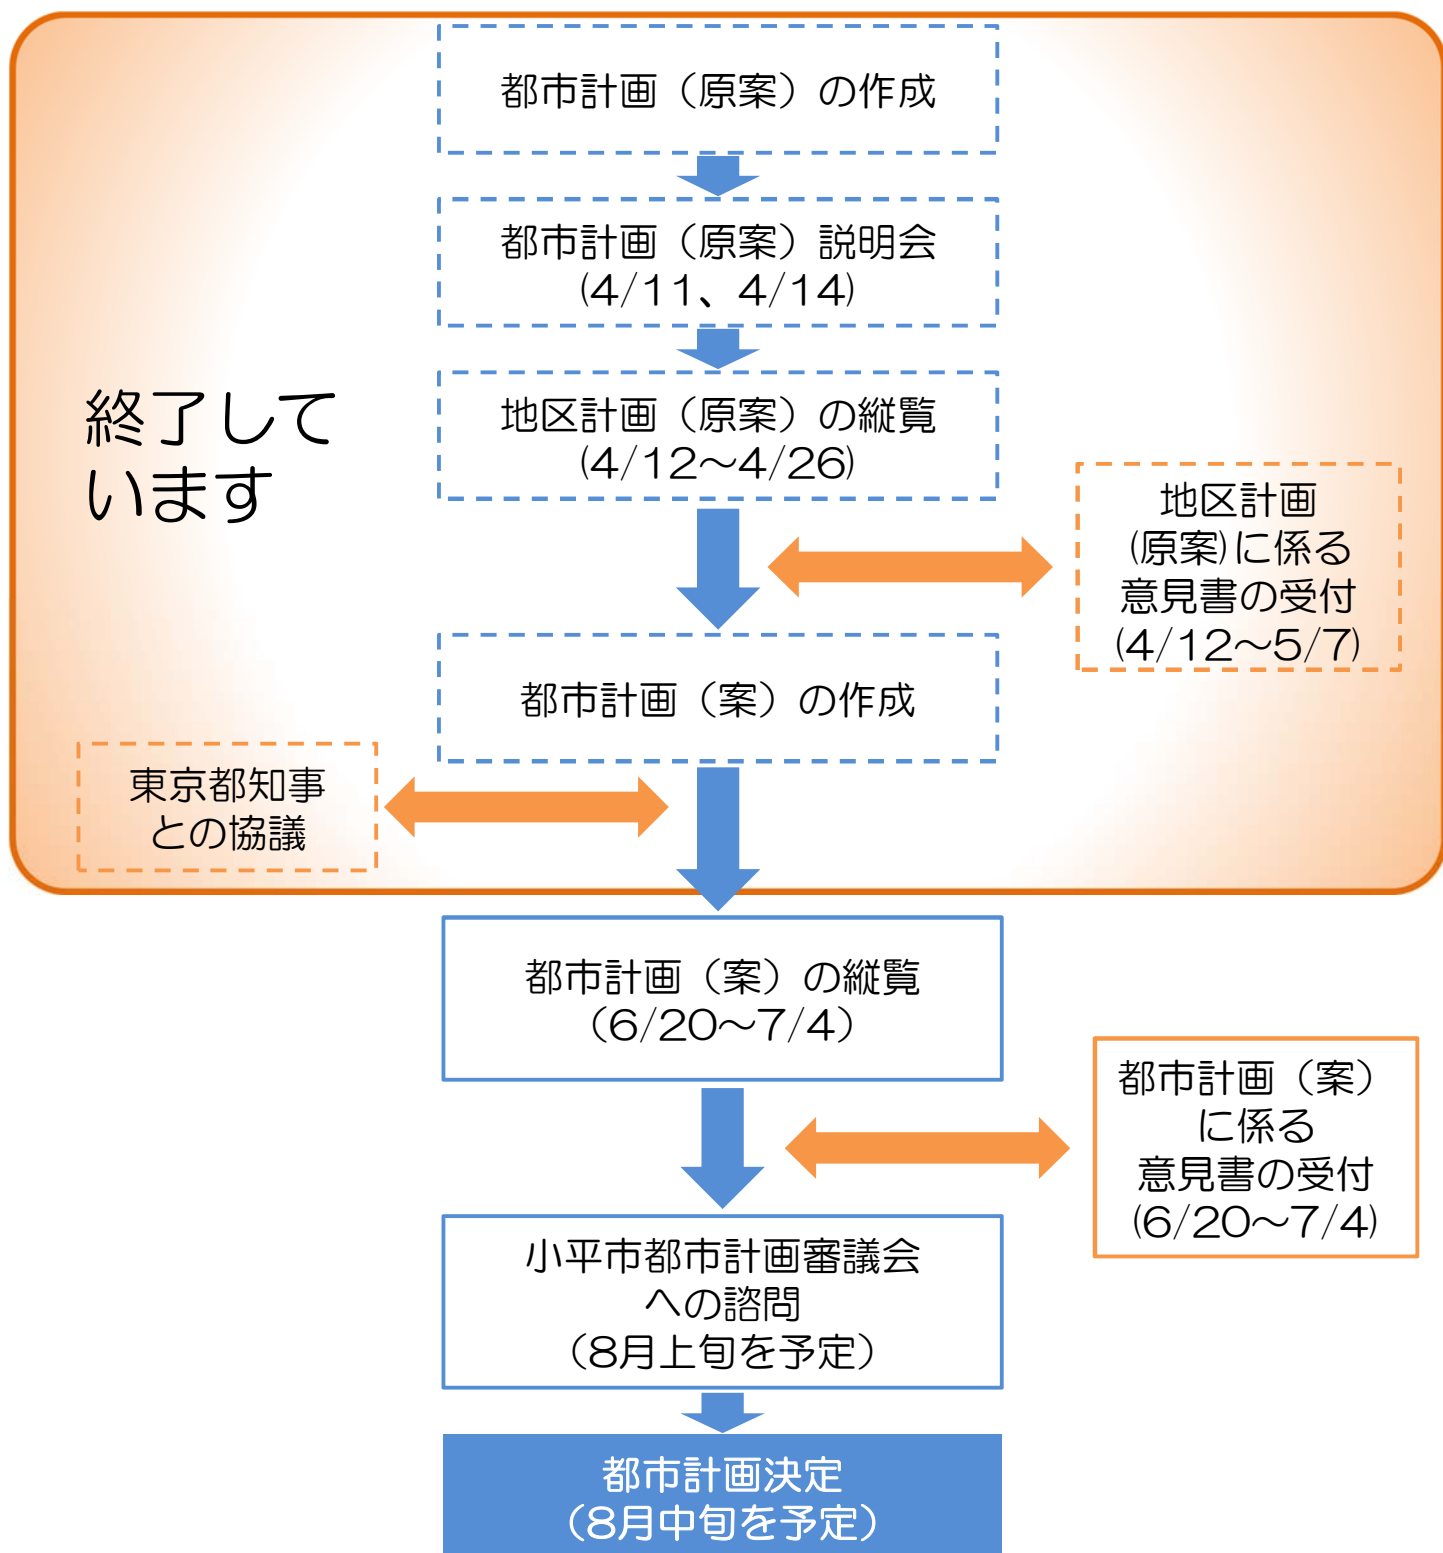 都市計画（原案）の作成
都市計画（原案）説明会
(4/11、4/14)
地区計画（原案）の縦覧
(4/12～4/26)
終了して
います
地区計画
(原案)に係る
意見書の受付
(4/12～5/7)
都市計画（案）の作成
東京都知事
との協議
都市計画（案）の縦覧
（6/20～7/4）
都市計画（案）
に係る
意見書の受付
(6/20～7/4)
小平市都市計画審議会
への諮問
（8月上旬を予定）
都市計画決定
（8月中旬を予定）